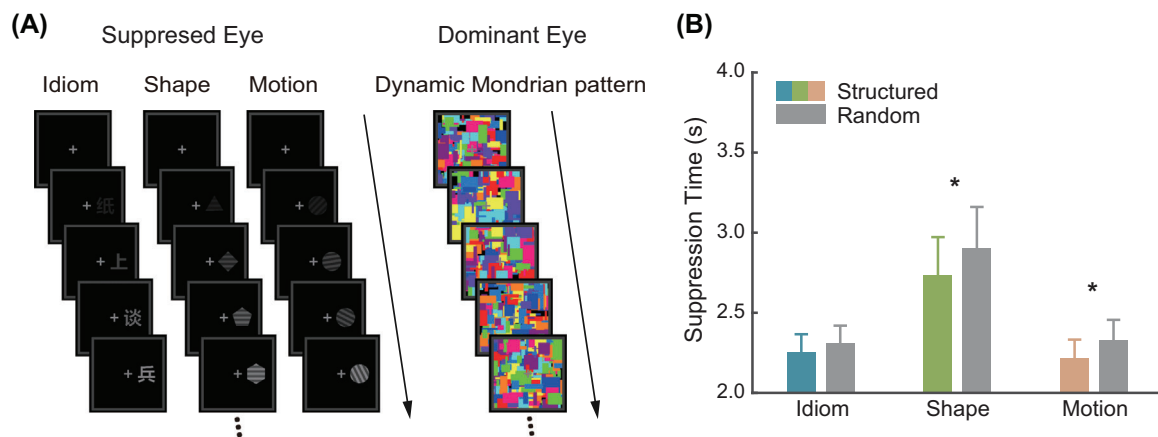 (A)
Suppresed Eye
Dominant Eye
Idiom
Shape
Motion
Dynamic Mondrian pattern
纸
上
谈
兵
(B)
Suppression Time (s)
4.0
3.5
3.0
2.5
2.0
Structured
Random
*
*
Idiom
Shape
Motion